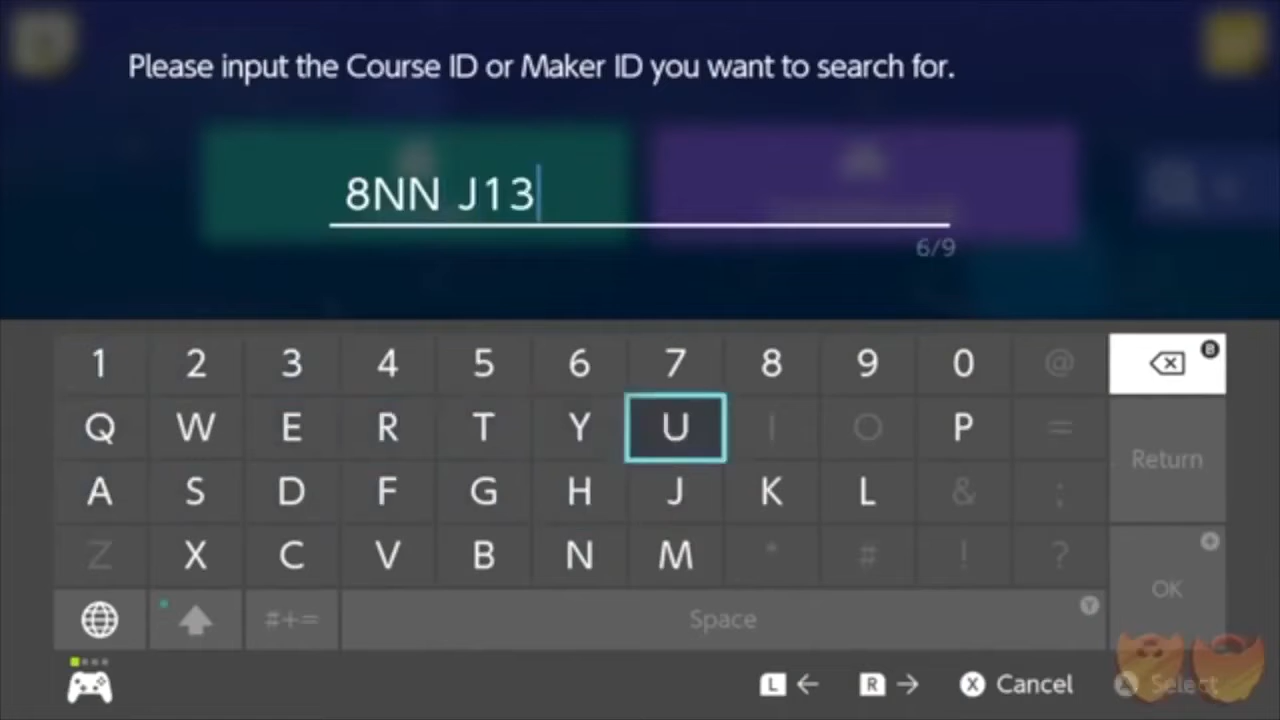 Please input the Course ID or Maker ID you want to search for.
8NN J13
6/9
1 2 3 4 5 6 7 8 9 0 @ B
Q W E R T Y U I O P =
Return
A S D F G H J K L & ;
Z X C V B N M * # ! ?
OK
#+= Space Y
L ← R → X Cancel A Select